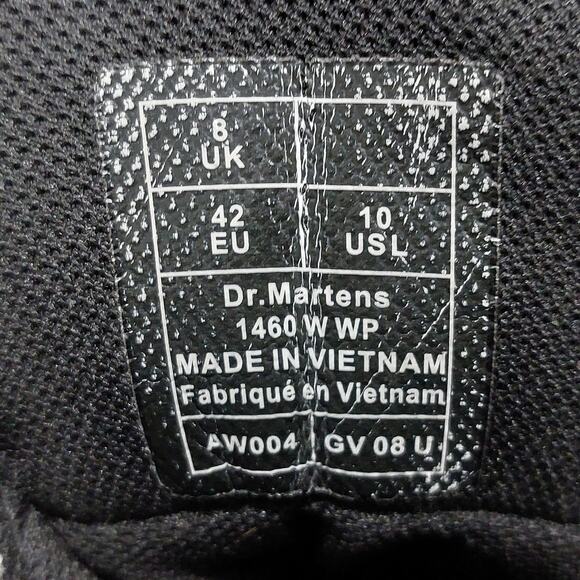 8
UK
42
EU
10
USL
Dr.Martens
1460 W WP
MADE IN VIETNAM
Fabriqué en Vietnam
AW004 GV 08 U